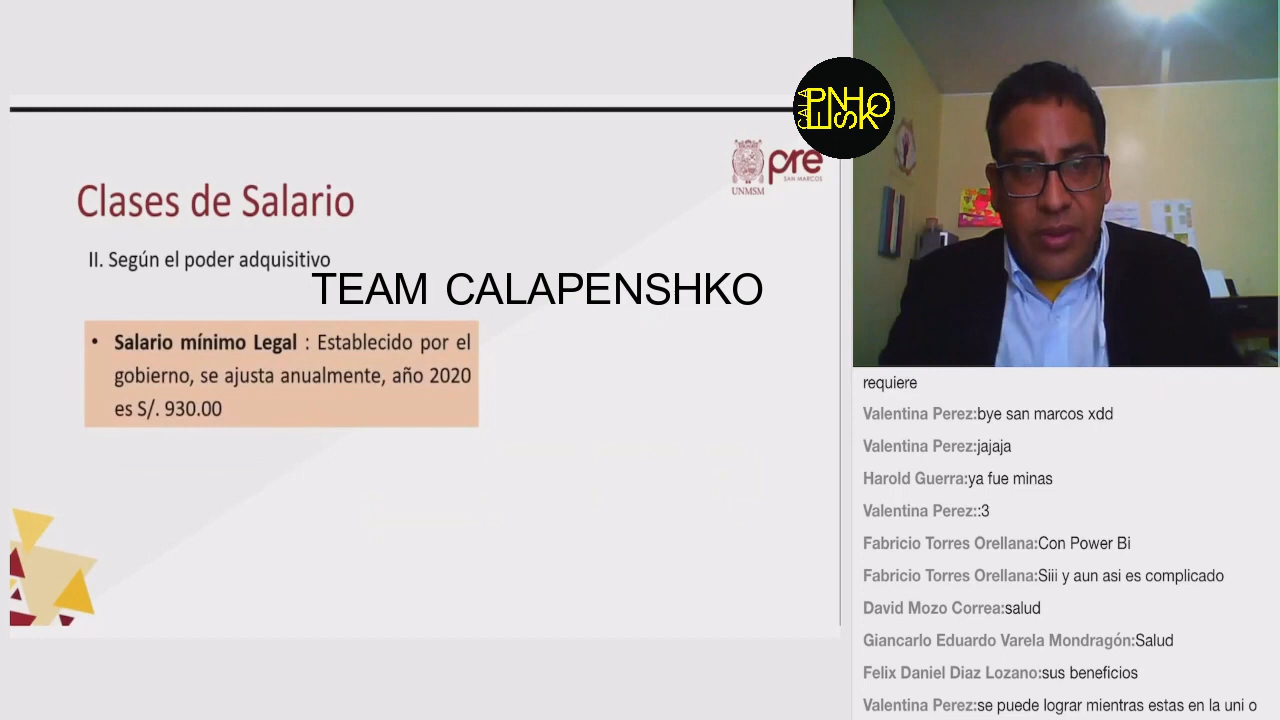 CALA
PENHSKO
UNMSM
pre
SAN MARCOS
Clases de Salario
II. Según el poder adquisitivo
TEAM CALAPENSHKO
• Salario mínimo Legal : Establecido por el
gobierno, se ajusta anualmente, año 2020
es S/. 930.00
requiere
Valentina Perez:bye san marcos xdd
Valentina Perez:jajaja
Harold Guerra:ya fue minas
Valentina Perez::3
Fabricio Torres Orellana:Con Power Bi
Fabricio Torres Orellana:Siii y aun asi es complicado
David Mozo Correa:salud
Giancarlo Eduardo Varela Mondragón:Salud
Felix Daniel Diaz Lozano:sus beneficios
Valentina Perez:se puede lograr mientras estas en la uni o